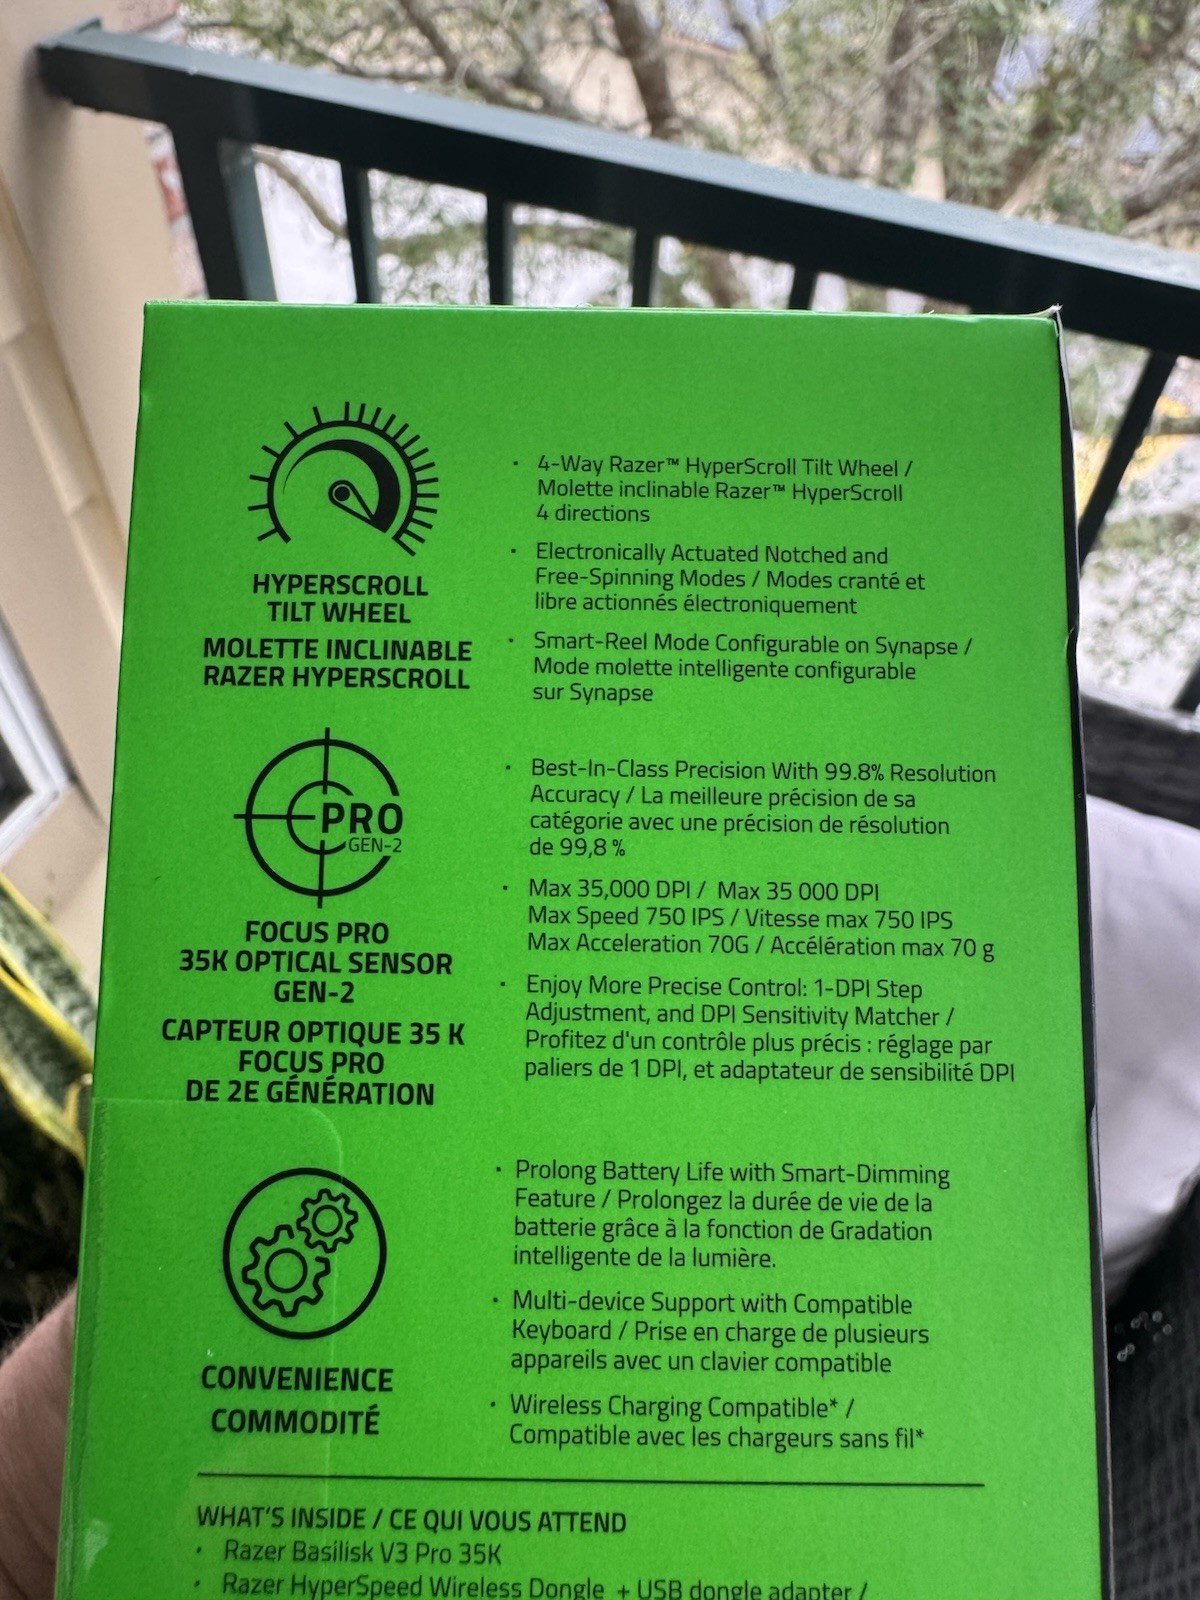 HYPERSCROLL
TILT WHEEL
MOLETTE INCLINABLE
RAZER HYPERSCROLL
· 4-Way Razer™ HyperScroll Tilt Wheel /
Molette inclinable Razer™ HyperScroll
4 directions
· Electronically Actuated Notched and
Free-Spinning Modes / Modes cranté et
libre actionnés électroniquement
· Smart-Reel Mode Configurable on Synapse /
Mode molette intelligente configurable
sur Synapse
PRO
GEN-2
FOCUS PRO
35K OPTICAL SENSOR
GEN-2
CAPTEUR OPTIQUE 35 K
FOCUS PRO
DE 2E GÉNÉRATION
· Best-In-Class Precision With 99.8% Resolution
Accuracy / La meilleure précision de sa
catégorie avec une précision de résolution
de 99,8 %
· Max 35,000 DPI / Max 35 000 DPI
Max Speed 750 IPS / Vitesse max 750 IPS
Max Acceleration 70G / Accélération max 70 g
· Enjoy More Precise Control: 1-DPI Step
Adjustment, and DPI Sensitivity Matcher /
Profitez d'un contrôle plus précis : réglage par
paliers de 1 DPI, et adaptateur de sensibilité DPI
CONVENIENCE
COMMODITÉ
· Prolong Battery Life with Smart-Dimming
Feature / Prolongez la durée de vie de la
batterie grâce à la fonction de Gradation
intelligente de la lumière.
· Multi-device Support with Compatible
Keyboard / Prise en charge de plusieurs
appareils avec un clavier compatible
· Wireless Charging Compatible* /
Compatible avec les chargeurs sans fil*
WHAT'S INSIDE / CE QUI VOUS ATTEND
· Razer Basilisk V3 Pro 35K
· Razer HyperSpeed Wireless Dongle + USB dongle adapter /